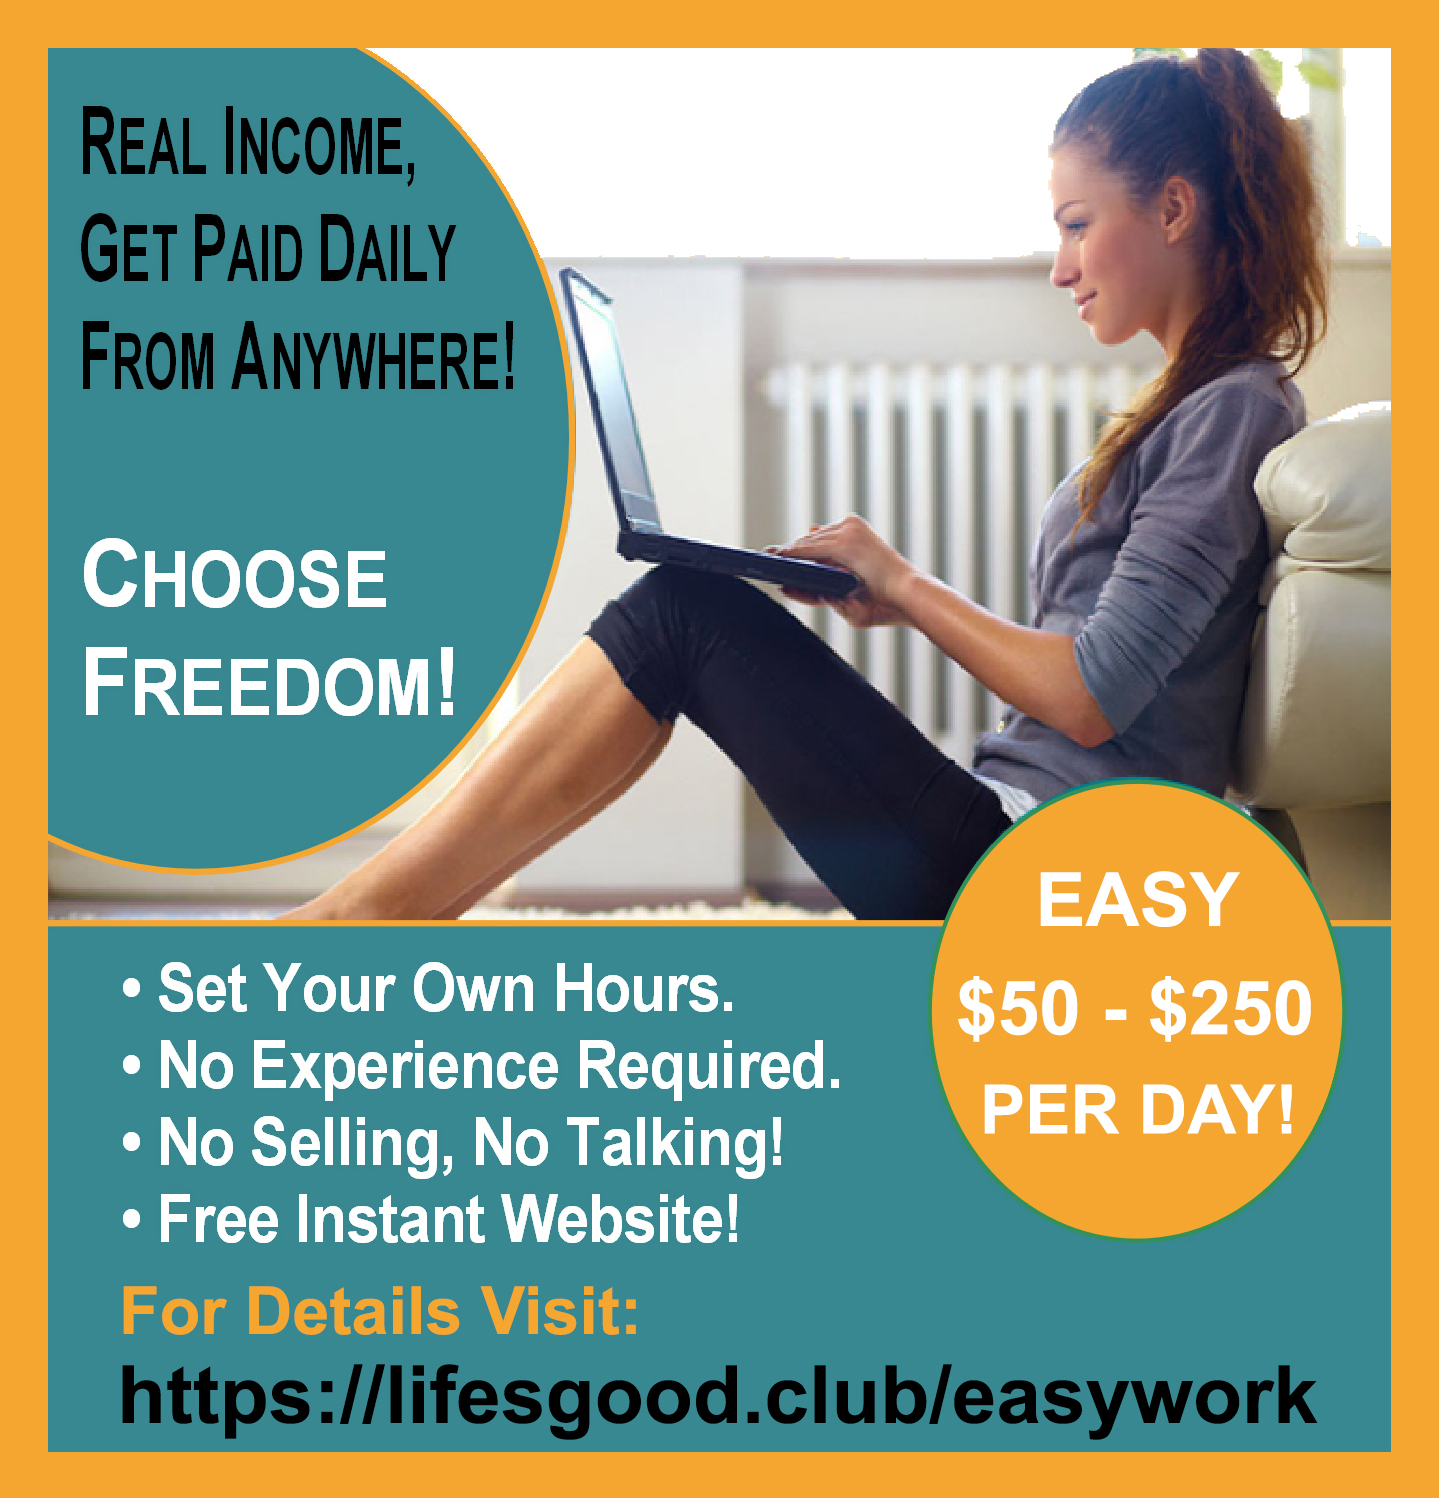 Real Income,
Get Paid Daily
From Anywhere!
Choose
Freedom!
EASY
$50 - $250
PER DAY!
• Set Your Own Hours.
• No Experience Required.
• No Selling, No Talking!
• Free Instant Website!
For Details Visit:
https://lifesgood.club/easywork